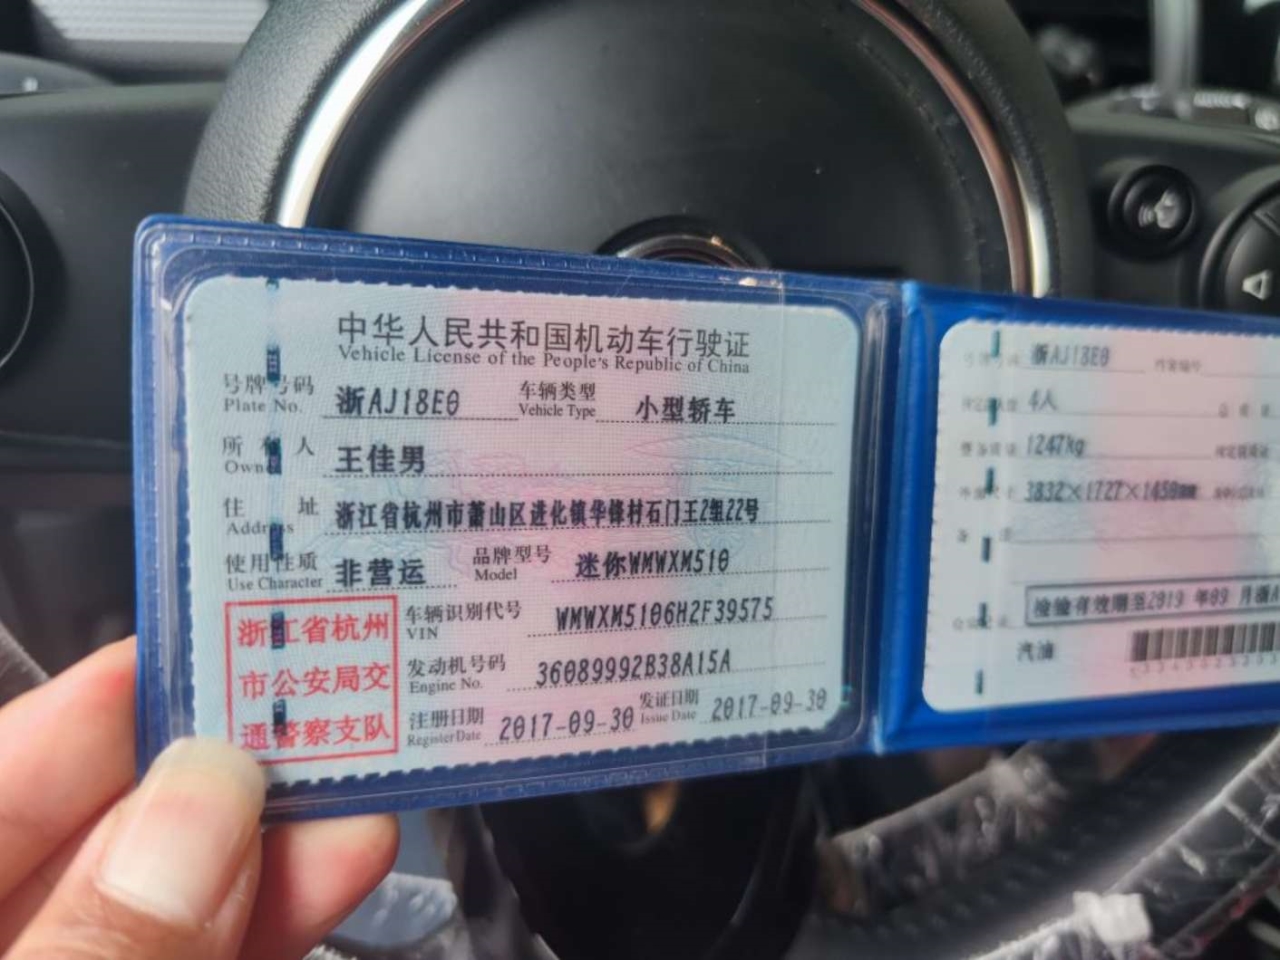 中华人民共和国机动车行驶证
Vehicle License of the People's Republic of China
号牌号码 浙AJ18E0 车辆类型 小型轿车
Plate No. Vehicle Type
所有人 王佳男
Owner
住址 浙江省杭州市萧山区进化镇华锋村石门王2组22号
Address
使用性质 非营运 品牌型号 迷你WMWXM510
Use Character Model
车辆识别代号 WMWXM5106H2F39575
VIN
发动机号码 36089992B38A15A
Engine No.
注册日期 2017-09-30 发证日期 2017-09-30
Register Date Issue Date
浙江省杭州
市公安局交
通警察支队
浙AJ18E0
4人
1247kg
3832×1727×1450mm
检验有效期至2019年09月
汽油